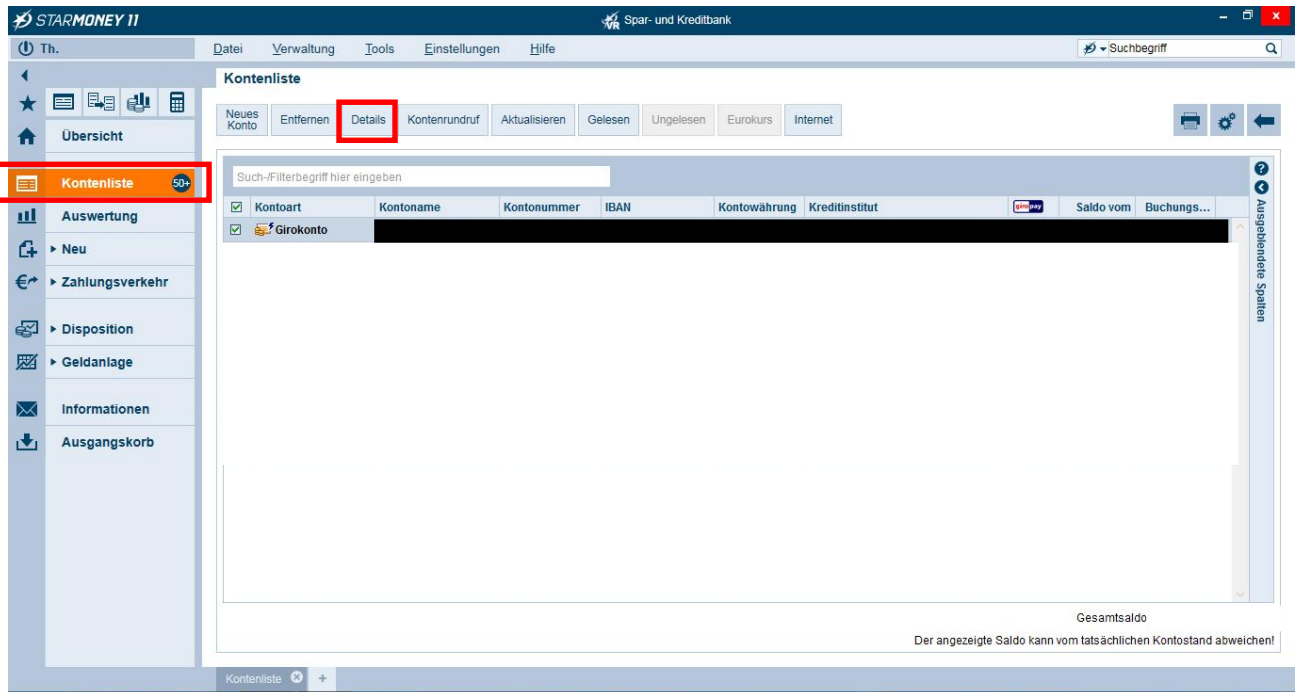 STARMONEY 11
Spar- und Kreditbank
Th.
Datei Verwaltung Tools Einstellungen Hilfe
Suchbegriff
Kontenliste
Neues Konto Entfernen Details Kontenrundruf Aktualisieren Gelesen Ungelesen Eurokurs Internet
Übersicht
Kontenliste 50+
Auswertung
Neu
Zahlungsverkehr
Disposition
Geldanlage
Informationen
Ausgangskorb
Such-/Filterbegriff hier eingeben
Kontoart Kontoname Kontonummer IBAN Kontowährung Kreditinstitut giropay Saldo vom Buchungs...
Girokonto
Ausgeblendete Spalten
Gesamtsaldo
Der angezeigte Saldo kann vom tatsächlichen Kontostand abweichen!
Kontenliste +